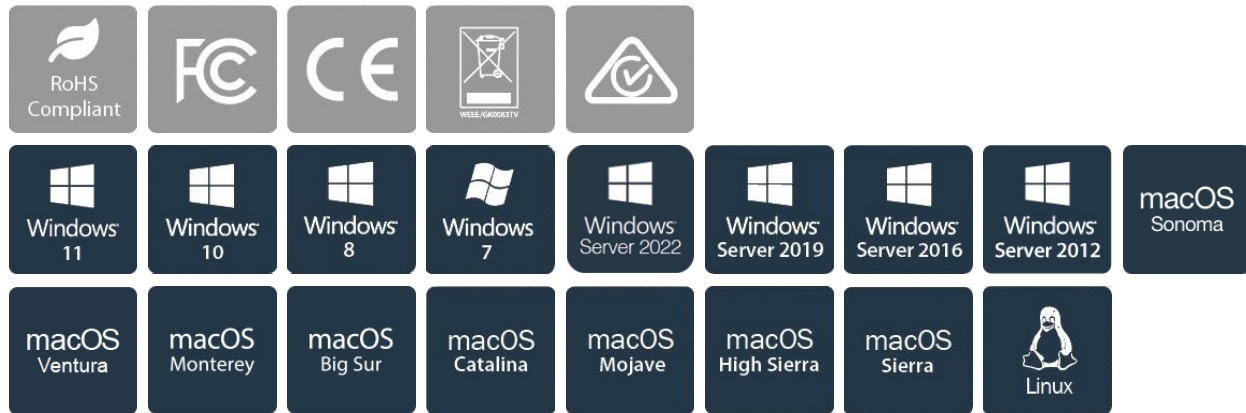 RoHS
Compliant
FC
CE
WEEE/GK0083TV
Windows
11
Windows
10
Windows
8
Windows
7
Windows
Server 2022
Windows
Server 2019
Windows
Server 2016
Windows
Server 2012
macOS
Sonoma
macOS
Ventura
macOS
Monterey
macOS
Big Sur
macOS
Catalina
macOS
Mojave
macOS
High Sierra
macOS
Sierra
Linux